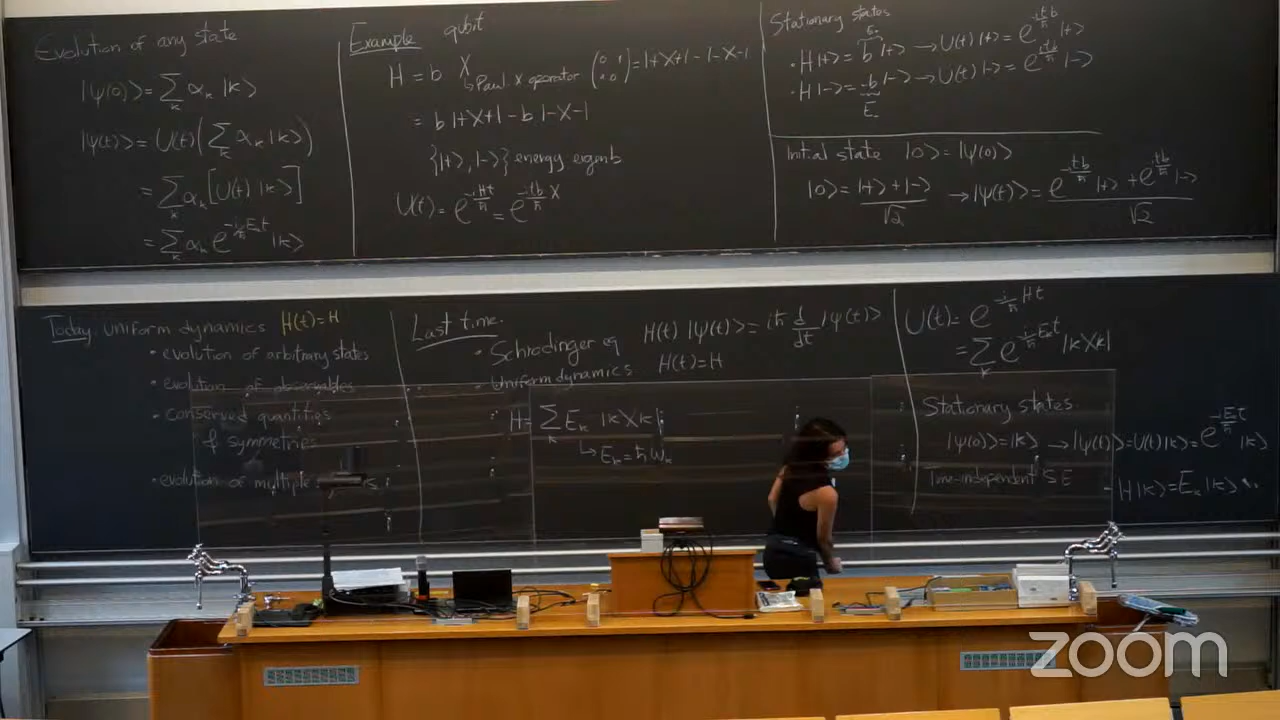 Evolution of any state
|ψ(0)> = Σ_k α_k |k>
|ψ(t)> = U(t)(Σ_k α_k |k>)
= Σ_k α_k [U(t) |k>]
= Σ_k α_k e^{-i/ħ E_k t} |k>
Example qubit
H = b X
↳ Pauli X operator (0 1 1 0) = |+X+| - |-X-|
= b |+X+| - b |-X-|
{|+>, |->} energy eigenb
U(t) = e^{-iHt/ħ} = e^{-itb/ħ X}
Stationary states
• H|+> = b |+> → U(t) |+> = e^{-itb/ħ} |+>
• H|-> = -b |-> → U(t) |-> = e^{itb/ħ} |->
Initial state |0> = |ψ(0)>
|0> = |+> + |-> / √2 → |ψ(t)> = e^{-itb/ħ} |+> + e^{itb/ħ} |-> / √2
Today: Uniform dynamics H(t)=H
• evolution of arbitrary states
• evolution of observables
• conserved quantities
& symmetries
• evolution of multiple
Last time.
• Schrodinger eq H(t) |ψ(t)> = iħ d/dt |ψ(t)>
• Uniform dynamics H(t)=H
H = Σ_k E_k |kXk|
↳ E_k = ħω_k
U(t) = e^{-i/ħ Ht}
= Σ_k e^{-i/ħ E_k t} |kXk|
Stationary states
|ψ(0)> = |k> → |ψ(t)> = U(t) |k> = e^{-iE_k t/ħ} |k>
Time-independent S E - H|k> = E_k |k>
zoom